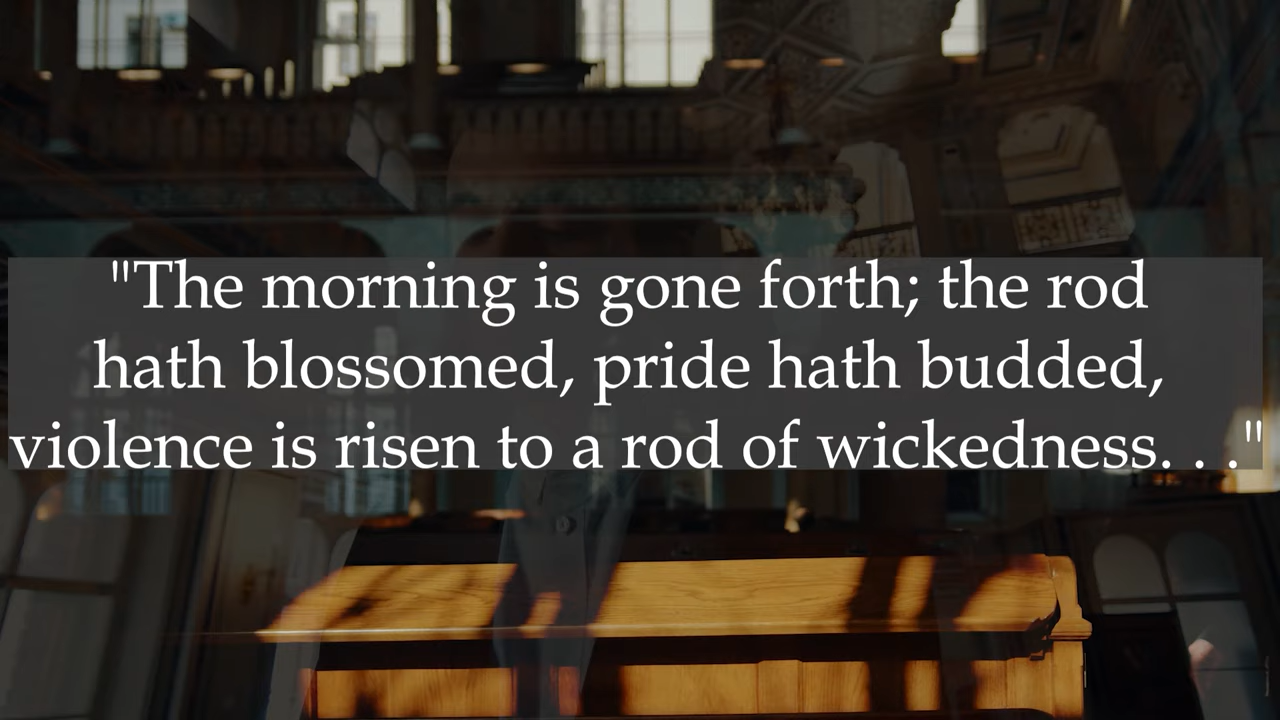 "The morning is gone forth; the rod
hath blossomed, pride hath budded,
violence is risen to a rod of wickedness. . ."